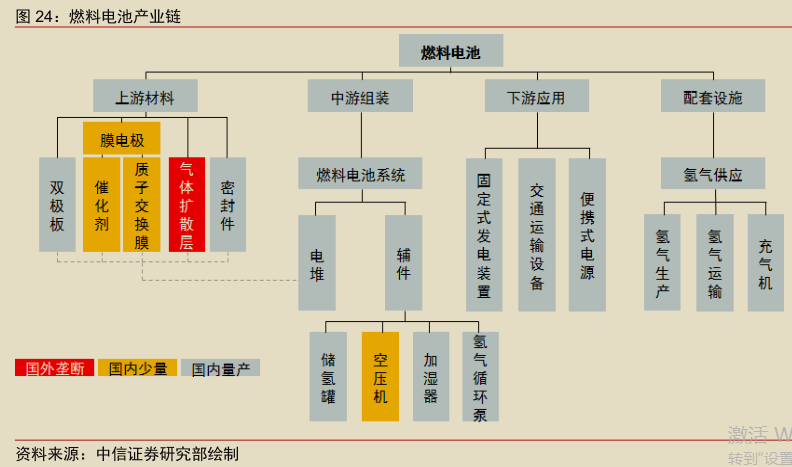 图 24：燃料电池产业链
燃料电池
上游材料
中游组装
下游应用
配套设施
膜电极
双极板
催化剂
质子交换膜
气体扩散层
密封件
燃料电池系统
固定式发电装置
交通运输设备
便携式电源
氢气供应
电堆
辅件
氢气生产
氢气运输
充气机
储氢罐
空压机
加湿器
氢气循环泵
国外垄断
国内少量
国内量产
资料来源：中信证券研究部绘制
激活 W
转到"设置